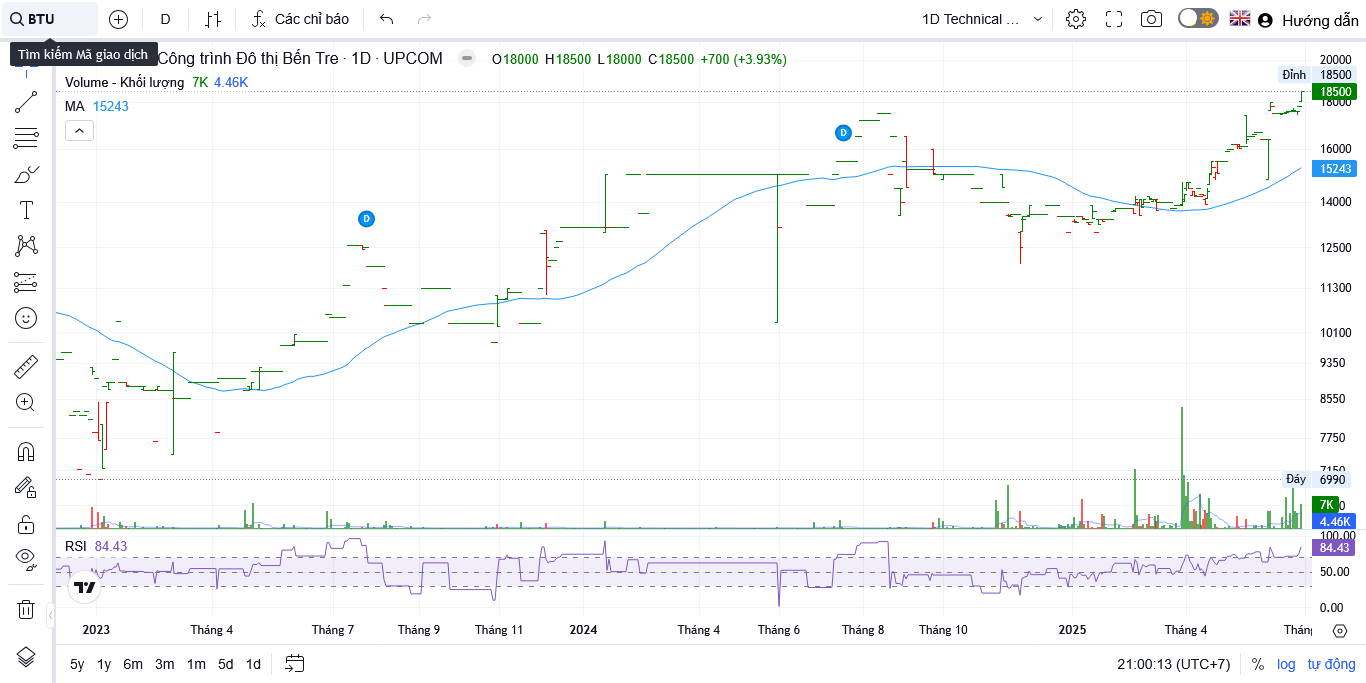 BTU
D
Các chỉ báo
1D Technical ...
Hướng dẫn
Tìm kiếm Mã giao dịch
Công trình Đô thị Bến Tre · 1D · UPCOM
O18000 H18500 L18000 C18500 +700 (+3.93%)
Volume - Khối lượng 7K 4.46K
MA 15243
D
D
20000
Đỉnh 18500
18500
18000
16000
15243
14000
12500
11300
10100
9350
8550
7750
7150
Đáy 6990
7K
4.46K
RSI 84.43
100.00
84.43
50.00
0.00
2023
Tháng 4
Tháng 7
Tháng 9
Tháng 11
2024
Tháng 4
Tháng 6
Tháng 8
Tháng 10
2025
Tháng 4
Tháng
5y 1y 6m 3m 1m 5d 1d
21:00:13 (UTC+7)
% log tự động